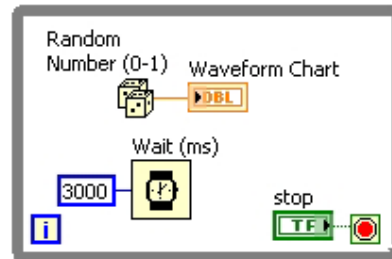 Random
Number (0-1)
Waveform Chart
DBL
Wait (ms)
3000
stop
TF
i